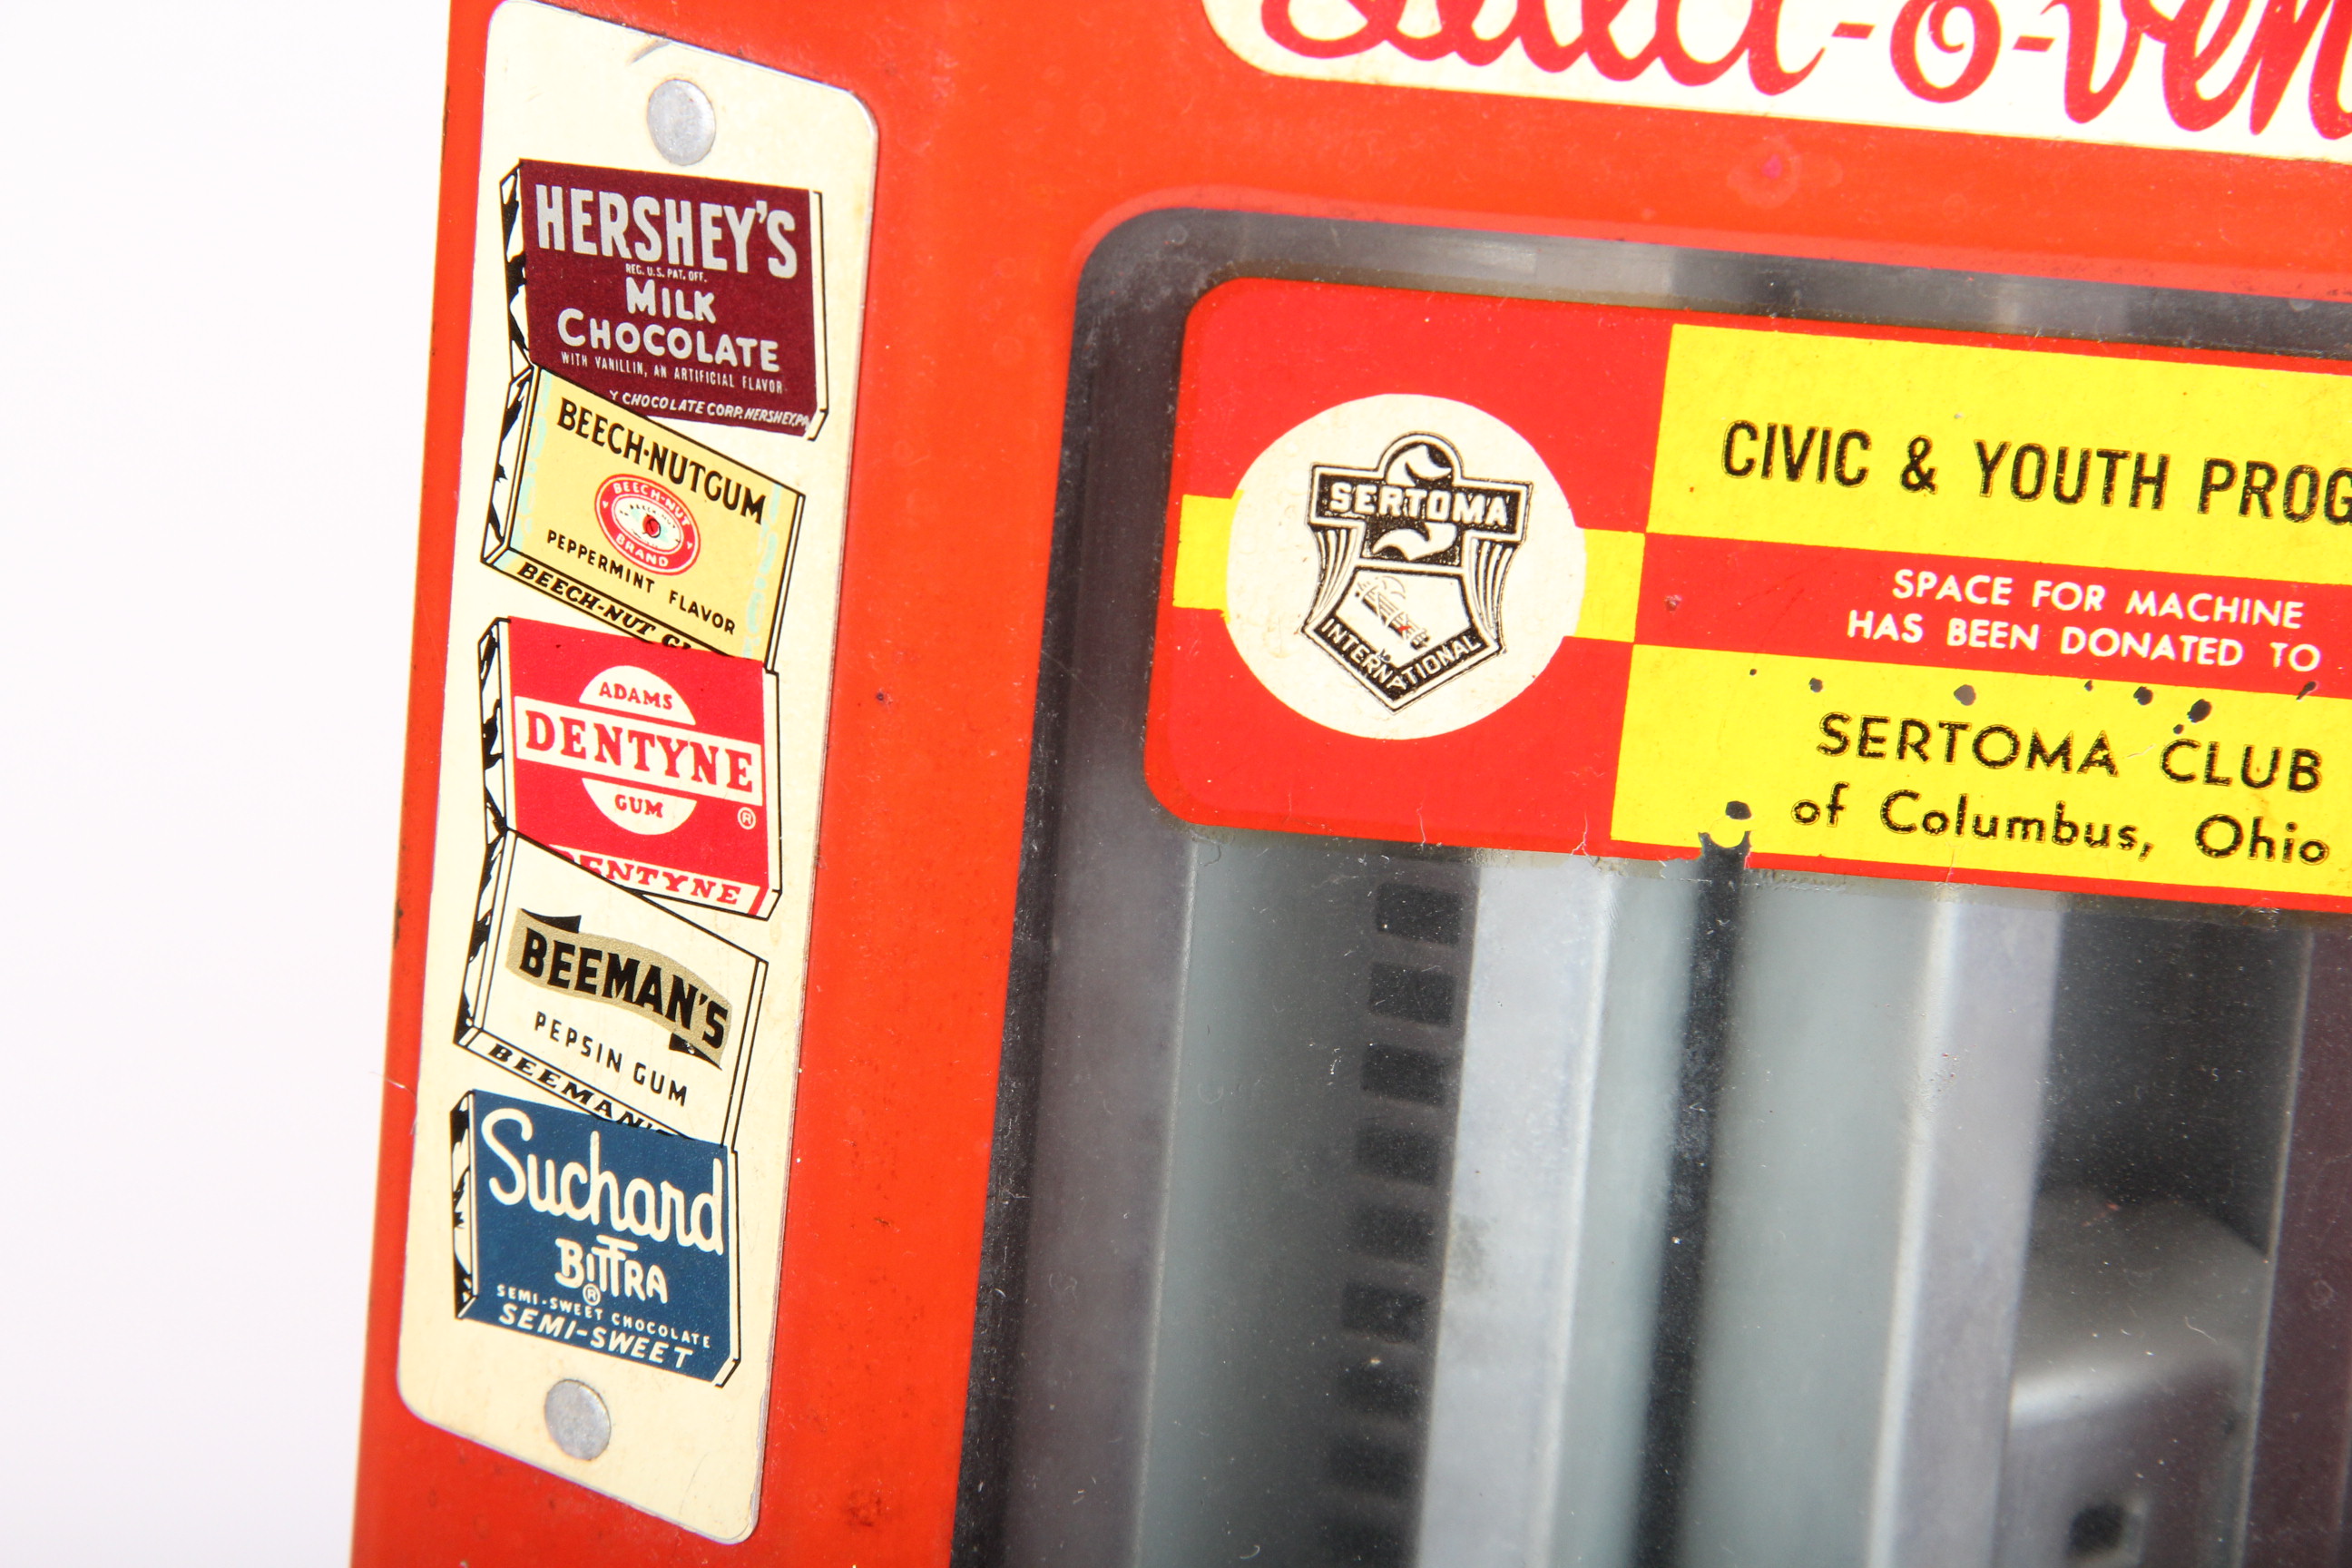 Select-o-Ven
HERSHEY'S
REG. U.S. PAT. OFF.
MILK
CHOCOLATE
WITH VANILLIN, AN ARTIFICIAL FLAVOR
Y CHOCOLATE CORP. HERSHEY, PA
BEECH-NUT GUM
BEECH-NUT
BRAND
PEPPERMINT FLAVOR
BEECH-NUT GU
ADAMS
DENTYNE
GUM
®
DENTYNE
BEEMAN'S
PEPSIN GUM
BEEMAN'S
Suchard
BITTRA
®
SEMI-SWEET CHOCOLATE
SEMI-SWEET
SERTOMA
INTERNATIONAL
CIVIC & YOUTH PROG
SPACE FOR MACHINE
HAS BEEN DONATED TO
SERTOMA CLUB
of Columbus, Ohio